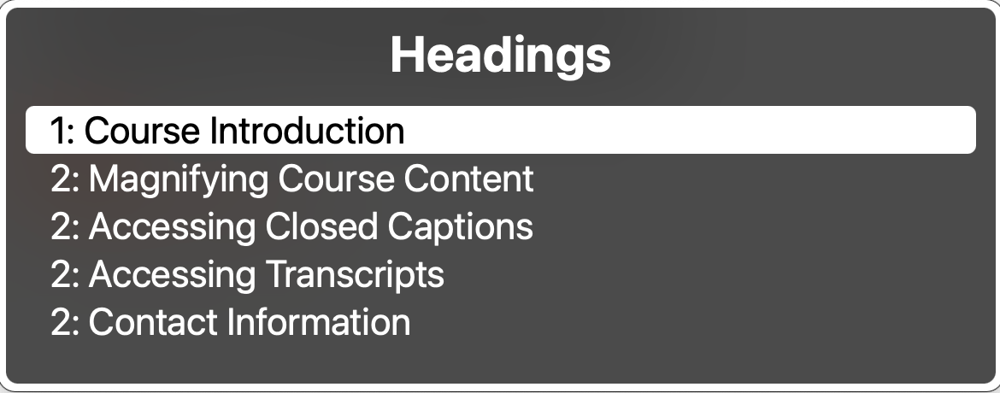 Headings
1: Course Introduction
2: Magnifying Course Content
2: Accessing Closed Captions
2: Accessing Transcripts
2: Contact Information